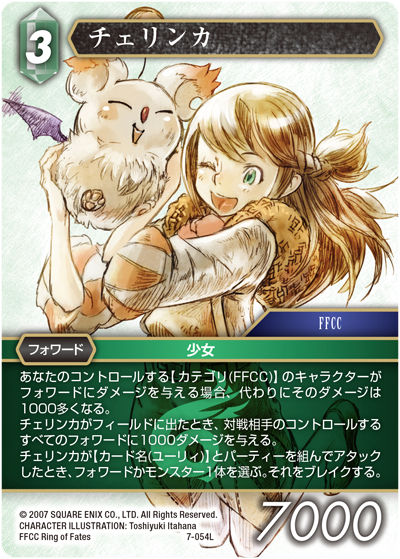 3
チェリンカ
FFCC
フォワード
少女
あなたのコントロールする【カテゴリ(FFCC)】のキャラクターが
フォワードにダメージを与える場合、代わりにそのダメージは
1000多くなる。
チェリンカがフィールドに出たとき、対戦相手のコントロールする
すべてのフォワードに1000ダメージを与える。
チェリンカが【カード名(ユーリィ)】とパーティーを組んでアタック
したとき、フォワードかモンスター1体を選ぶ。それをブレイクする。
© 2007 SQUARE ENIX CO., LTD. All Rights Reserved.
CHARACTER ILLUSTRATION: Toshiyuki Itahana
FFCC Ring of Fates
7-054L
7000